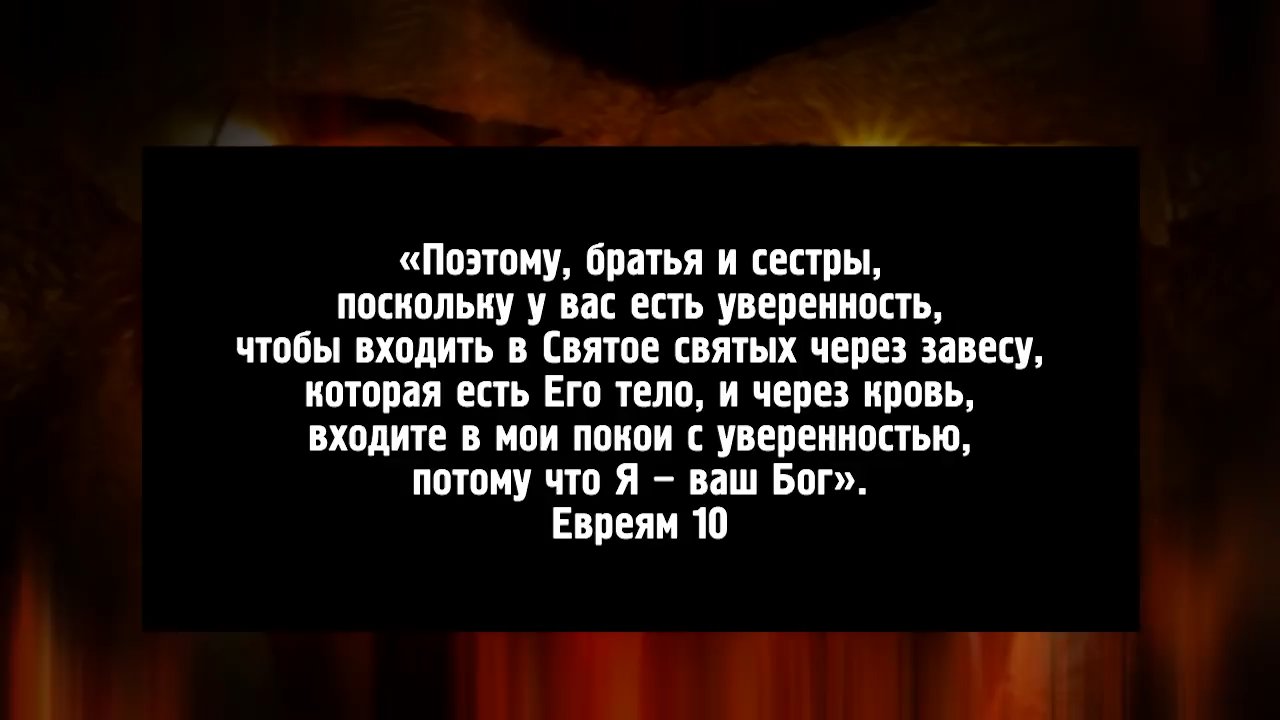 «Поэтому, братья и сестры,
поскольку у вас есть уверенность,
чтобы входить в Святое святых через завесу,
которая есть Его тело, и через кровь,
входите в мои покои с уверенностью,
потому что Я – ваш Бог».
Евреям 10